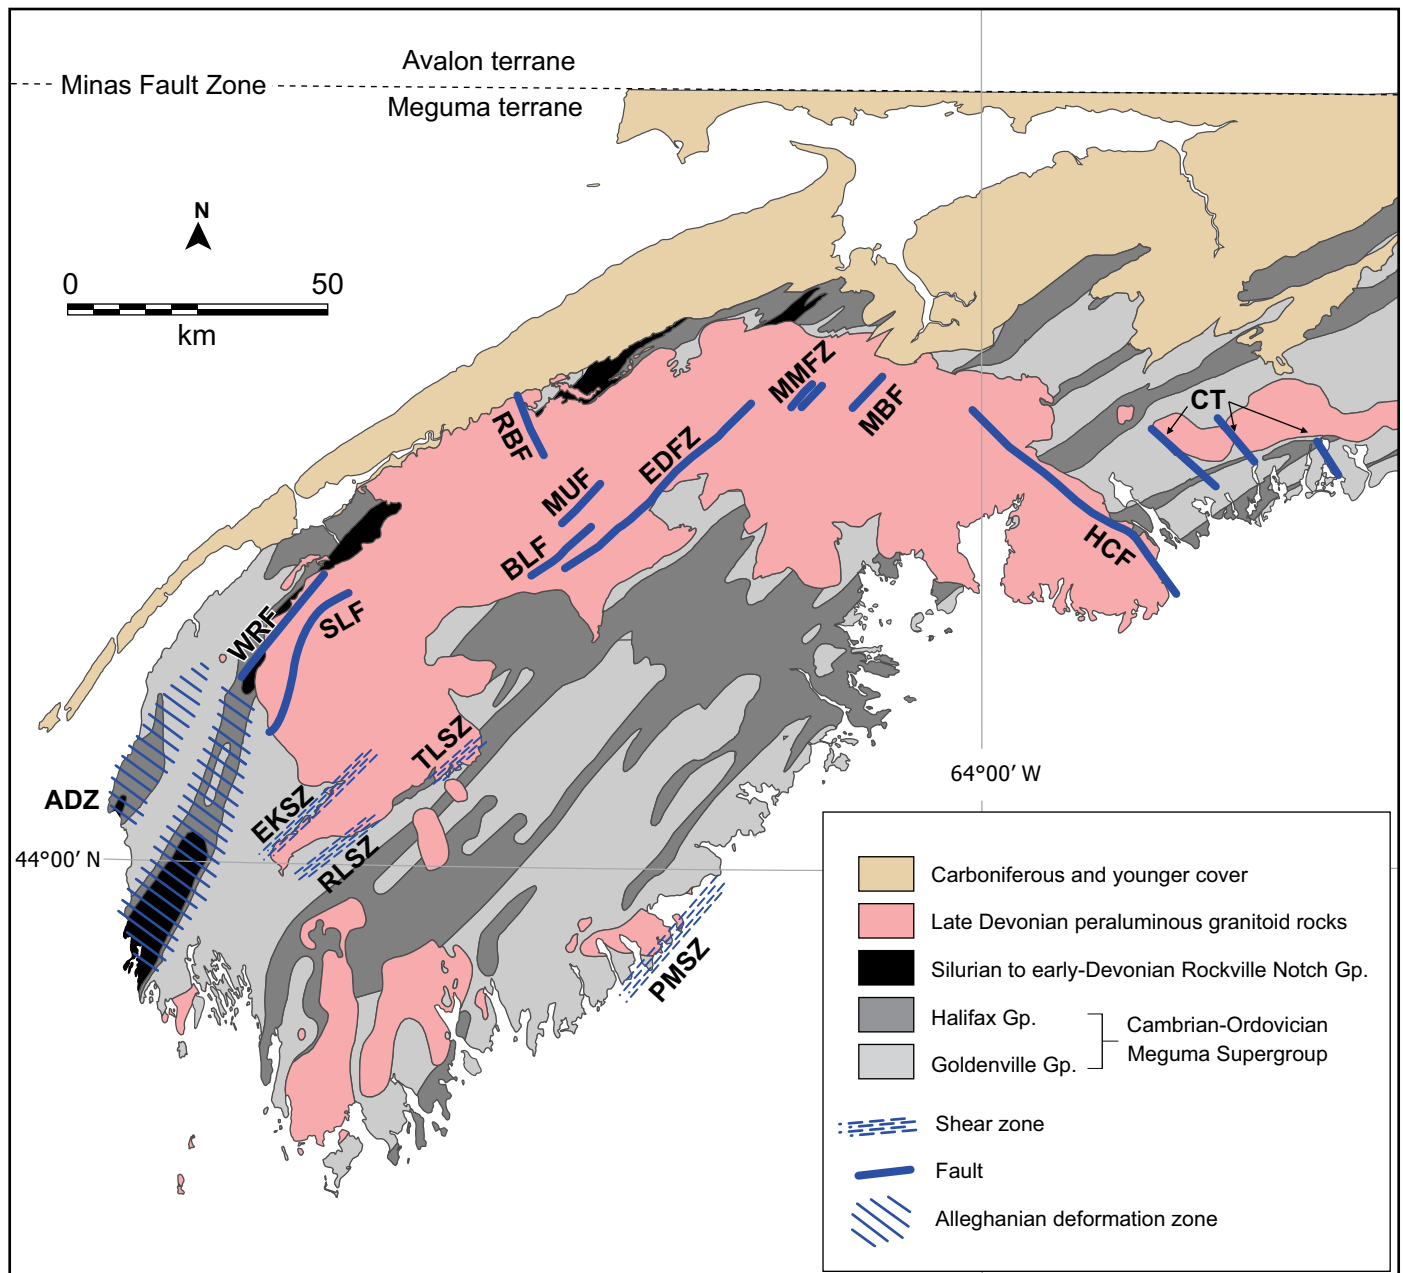 Avalon terrane
Minas Fault Zone
Meguma terrane
N
0 50
km
MMFZ
MBF
CT
RBF
EDFZ
MUF
BLF
HCF
WRF
SLF
TLSZ
64°00′ W
ADZ
EKSZ
44°00′ N
RLSZ
PMSZ
Carboniferous and younger cover
Late Devonian peraluminous granitoid rocks
Silurian to early-Devonian Rockville Notch Gp.
Halifax Gp.
Goldenville Gp.
Cambrian-Ordovician
Meguma Supergroup
Shear zone
Fault
Alleghanian deformation zone